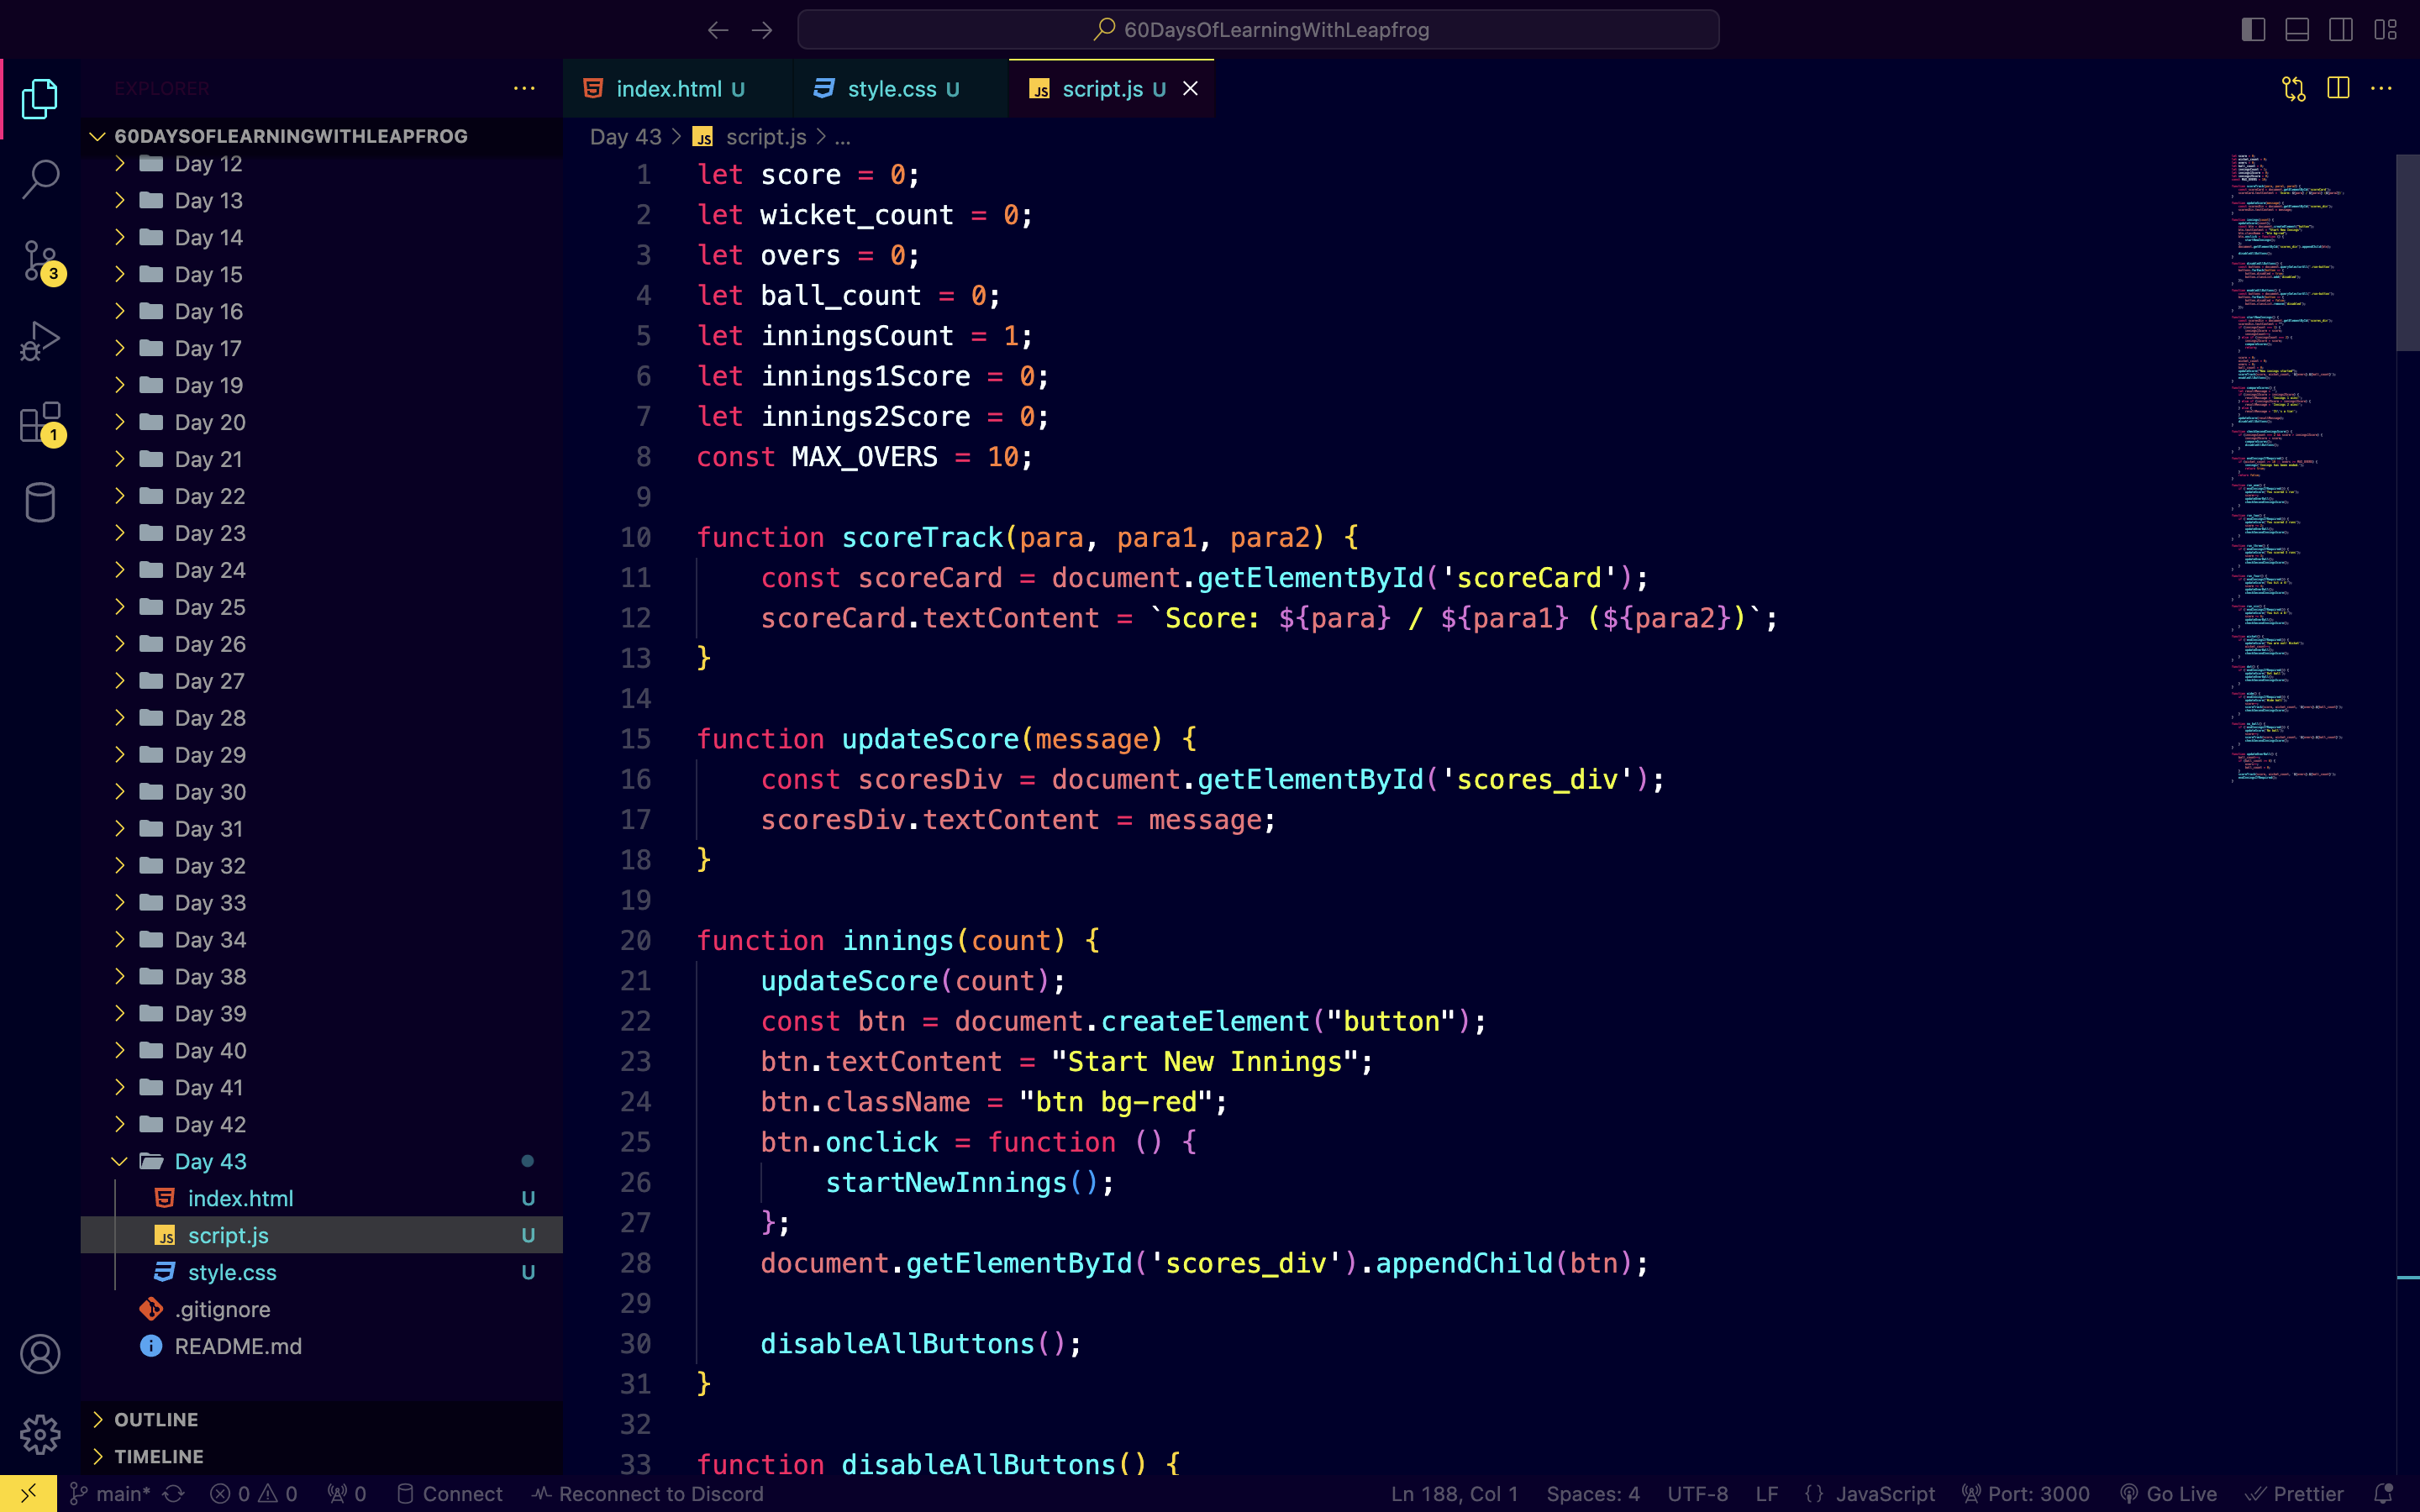 60DaysOfLearningWithLeapfrog
EXPLORER
index.html U
style.css U
script.js U
60DAYSOFLEARNINGWITHLEAPFROG
Day 12
Day 13
Day 14
Day 15
Day 16
Day 17
Day 19
Day 20
Day 21
Day 22
Day 23
Day 24
Day 25
Day 26
Day 27
Day 28
Day 29
Day 30
Day 31
Day 32
Day 33
Day 34
Day 38
Day 39
Day 40
Day 41
Day 42
Day 43
index.html U
script.js U
style.css U
.gitignore
README.md
OUTLINE
TIMELINE
3
1
Day 43 > JS script.js > ...
1 let score = 0;
2 let wicket_count = 0;
3 let overs = 0;
4 let ball_count = 0;
5 let inningsCount = 1;
6 let innings1Score = 0;
7 let innings2Score = 0;
8 const MAX_OVERS = 10;
9
10 function scoreTrack(para, para1, para2) {
11 const scoreCard = document.getElementById('scoreCard');
12 scoreCard.textContent = `Score: ${para} / ${para1} (${para2})`;
13 }
14
15 function updateScore(message) {
16 const scoresDiv = document.getElementById('scores_div');
17 scoresDiv.textContent = message;
18 }
19
20 function innings(count) {
21 updateScore(count);
22 const btn = document.createElement("button");
23 btn.textContent = "Start New Innings";
24 btn.className = "btn bg-red";
25 btn.onclick = function () {
26 startNewInnings();
27 };
28 document.getElementById('scores_div').appendChild(btn);
29
30 disableAllButtons();
31 }
32
33 function disableAllButtons() {
main* 0 0 0 Connect Reconnect to Discord Ln 188, Col 1 Spaces: 4 UTF-8 LF {} JavaScript Port: 3000 Go Live Prettier